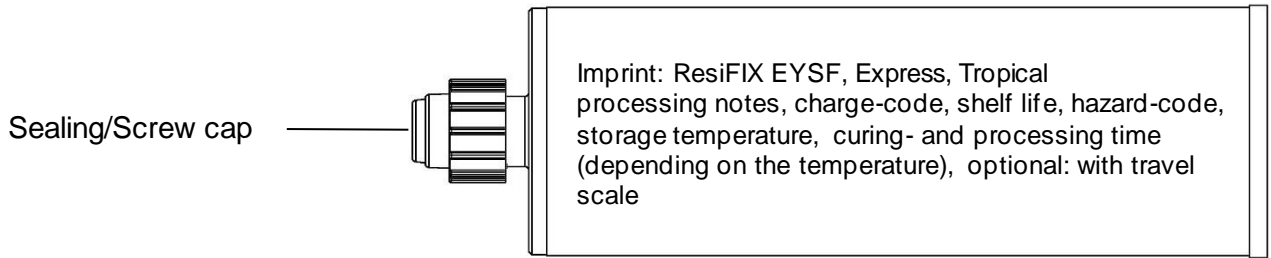 Imprint: ResiFIX EYSF, Express, Tropical
processing notes, charge-code, shelf life, hazard-code,
Sealing/Screw cap
storage temperature, curing- and processing time
(depending on the temperature), optional: with travel
scale